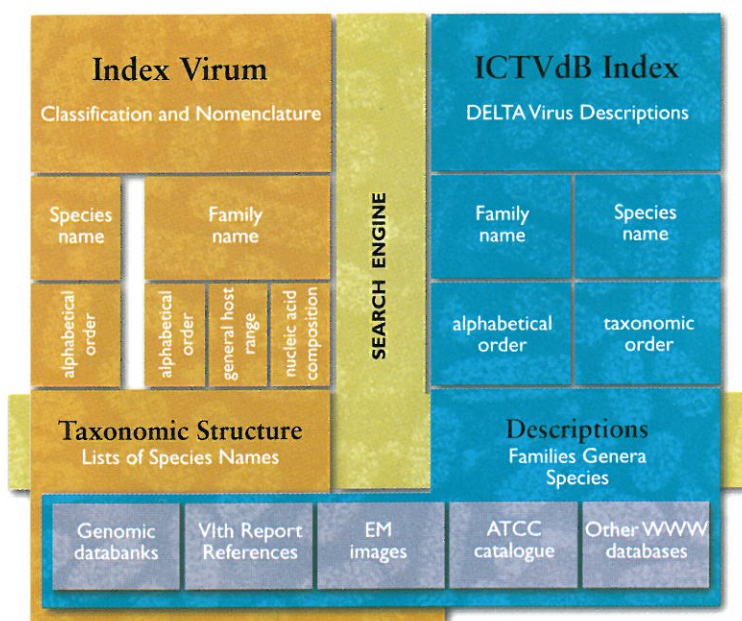 Index Virum
Classification and Nomenclature
Species
name
Family
name
alphabetical
order
alphabetical
order
general host
range
nucleic acid
composition
Taxonomic Structure
Lists of Species Names
SEARCH ENGINE
ICTVdB Index
DELTA Virus Descriptions
Family
name
Species
name
alphabetical
order
taxonomic
order
Descriptions
Families Genera
Species
Genomic
databanks
VIth Report
References
EM
images
ATCC
catalogue
Other WWW
databases